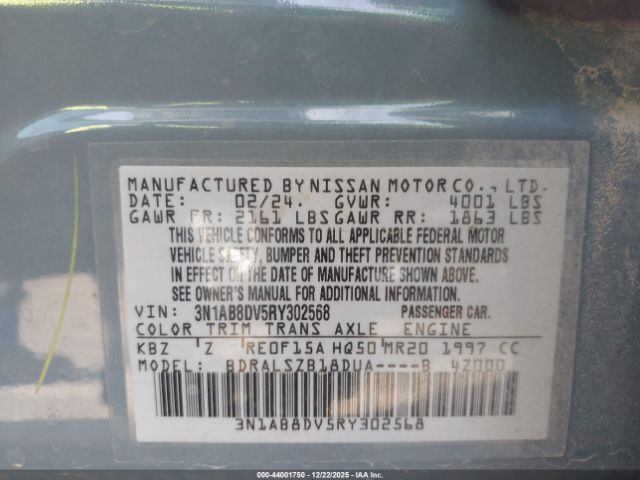 MANUFACTURED BY NISSAN MOTOR CO., LTD.
DATE: 02/24. GVWR: 4001 LBS
GAWR FR: 2161 LBS GAWR RR: 1863 LBS
THIS VEHICLE CONFORMS TO ALL APPLICABLE FEDERAL MOTOR
VEHICLE SAFETY, BUMPER AND THEFT PREVENTION STANDARDS
IN EFFECT ON THE DATE OF MANUFACTURE SHOWN ABOVE.
SEE OWNER'S MANUAL FOR ADDITIONAL INFORMATION.
VIN: 3N1AB8DV5RY302568 PASSENGER CAR.
COLOR TRIM TRANS AXLE ENGINE
KBZ Z RE0F15A HQ50 MR20 1997 CC
MODEL: BDRALSZB18DUA----B 4Z000
3N1AB8DV5RY302568
© - 44001750 - 12/22/2025 - IAA Inc.